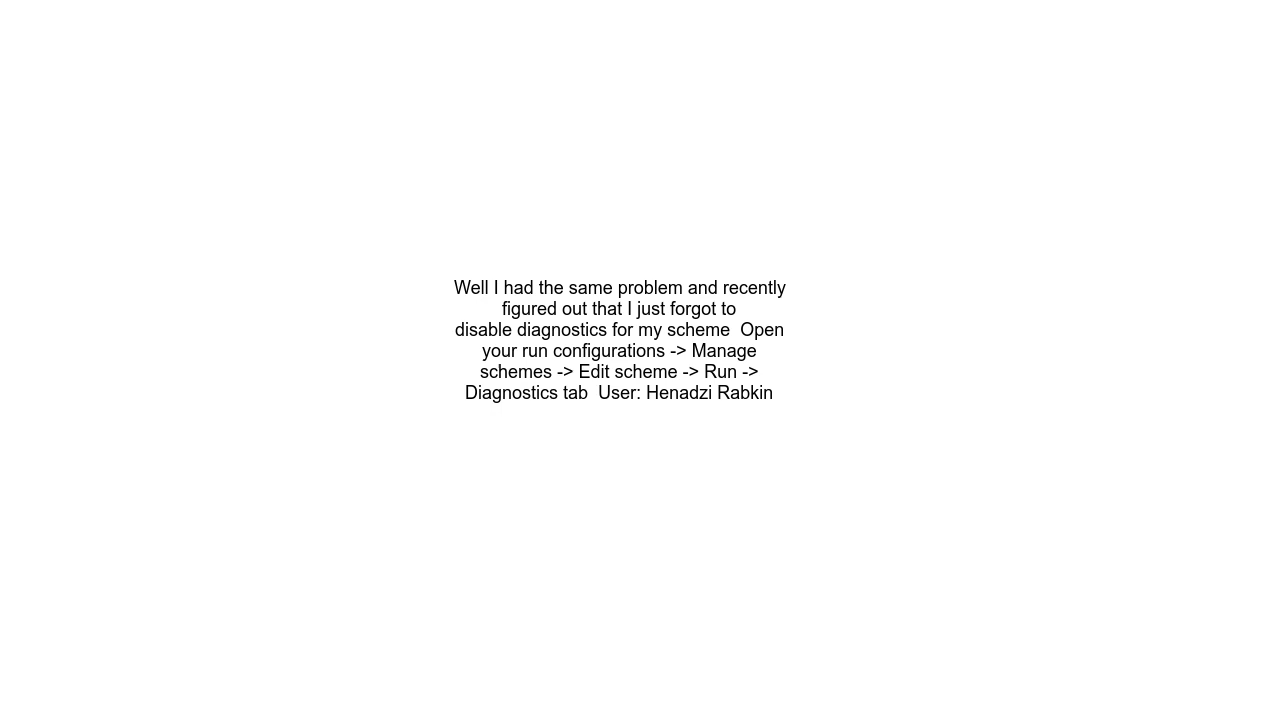 Well I had the same problem and recently
figured out that I just forgot to
disable diagnostics for my scheme  Open
your run configurations -> Manage
schemes -> Edit scheme -> Run ->
Diagnostics tab  User: Henadzi Rabkin